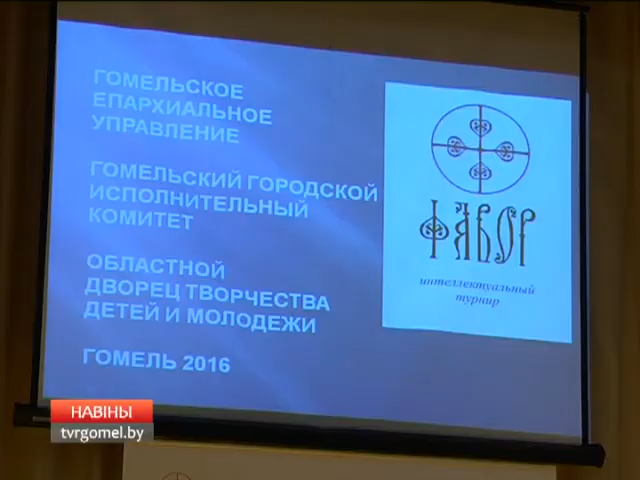 ГОМЕЛЬСКОЕ
ЕПАРХИАЛЬНОЕ
УПРАВЛЕНИЕ
ГОМЕЛЬСКИЙ ГОРОДСКОЙ
ИСПОЛНИТЕЛЬНЫЙ
КОМИТЕТ
ОБЛАСТНОЙ
ДВОРЕЦ ТВОРЧЕСТВА
ДЕТЕЙ И МОЛОДЕЖИ
ГОМЕЛЬ 2016
ФАВОР
интеллектуальный
турнир
НАВІНЫ
tvrgomel.by